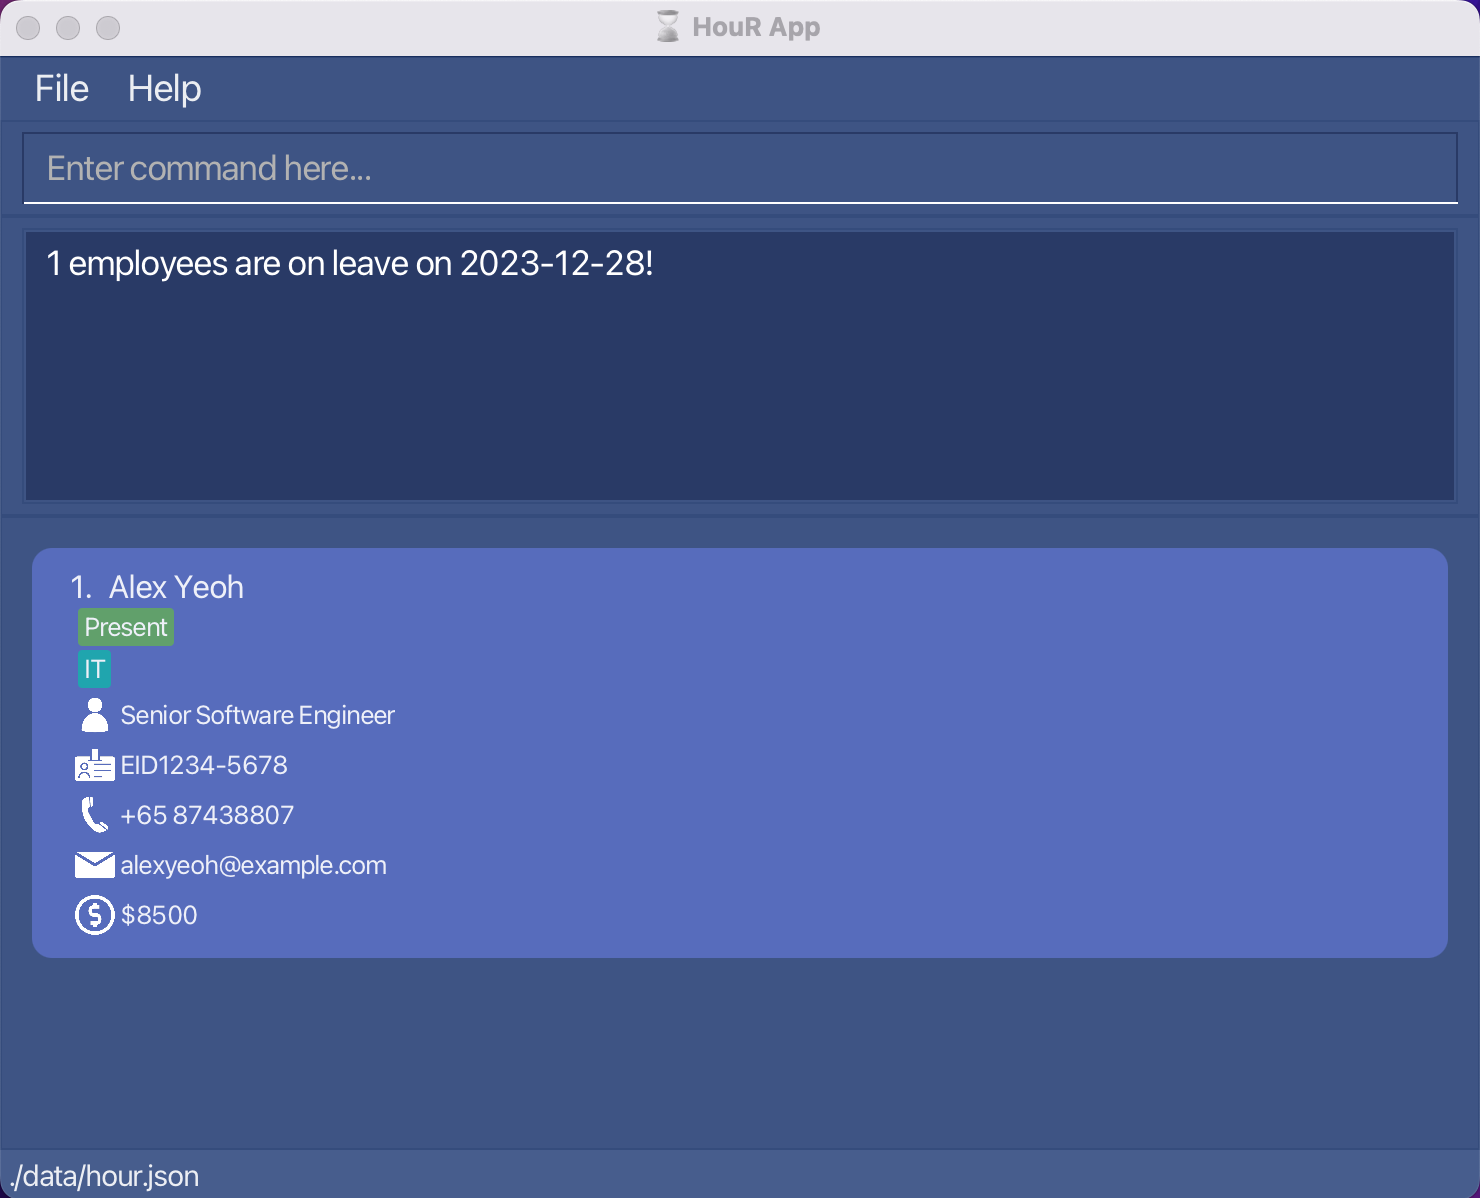 HouR App
File Help
Enter command here...
1 employees are on leave on 2023-12-28!
1. Alex Yeoh
Present
IT
Senior Software Engineer
EID1234-5678
+65 87438807
alexyeoh@example.com
$8500
./data/hour.json